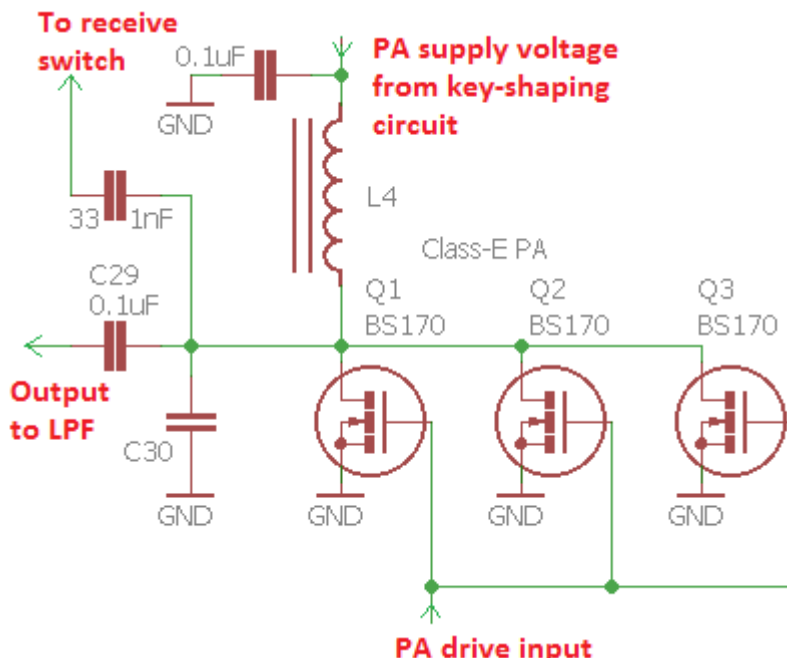 To receive
switch
0.1uF
PA supply voltage
from key-shaping
circuit
GND
33 1nF
L4
Class-E PA
C29
0.1uF
Q1
BS170
Q2
BS170
Q3
BS170
Output
to LPF
C30
GND
GND
GND
GND
PA drive input